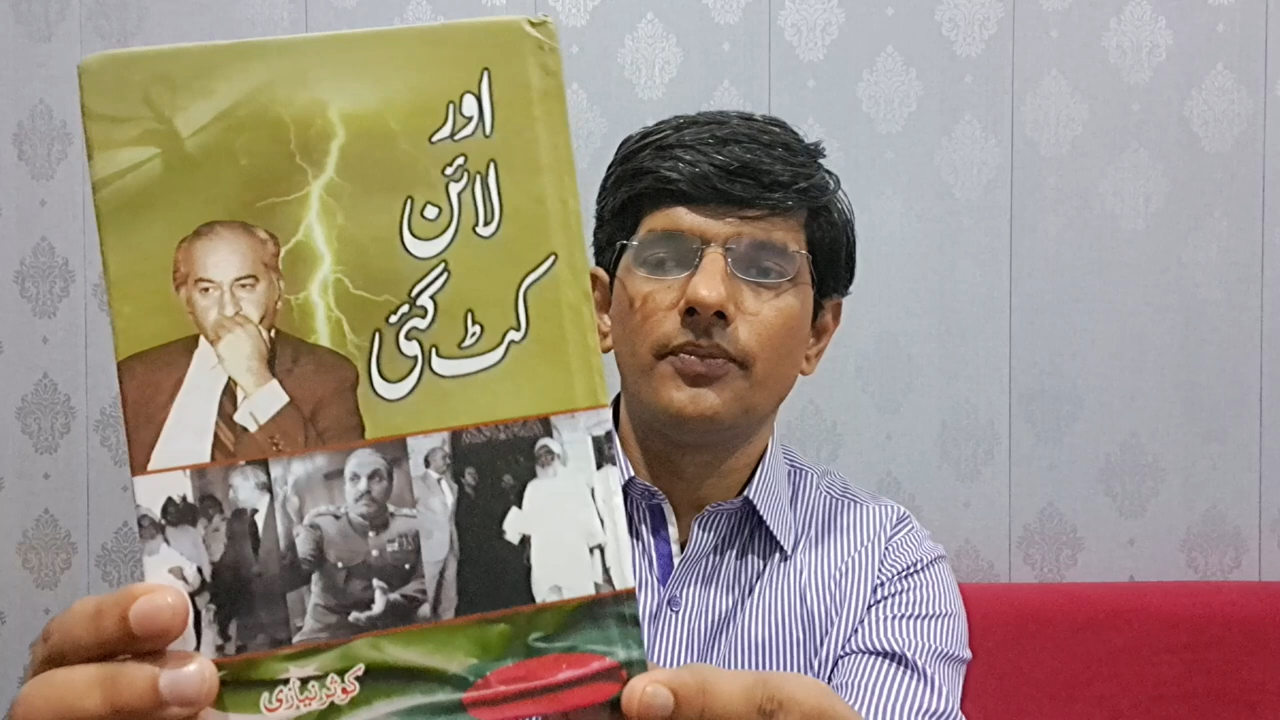 اور
لائن
کٹ گئی
کوثر نیازی